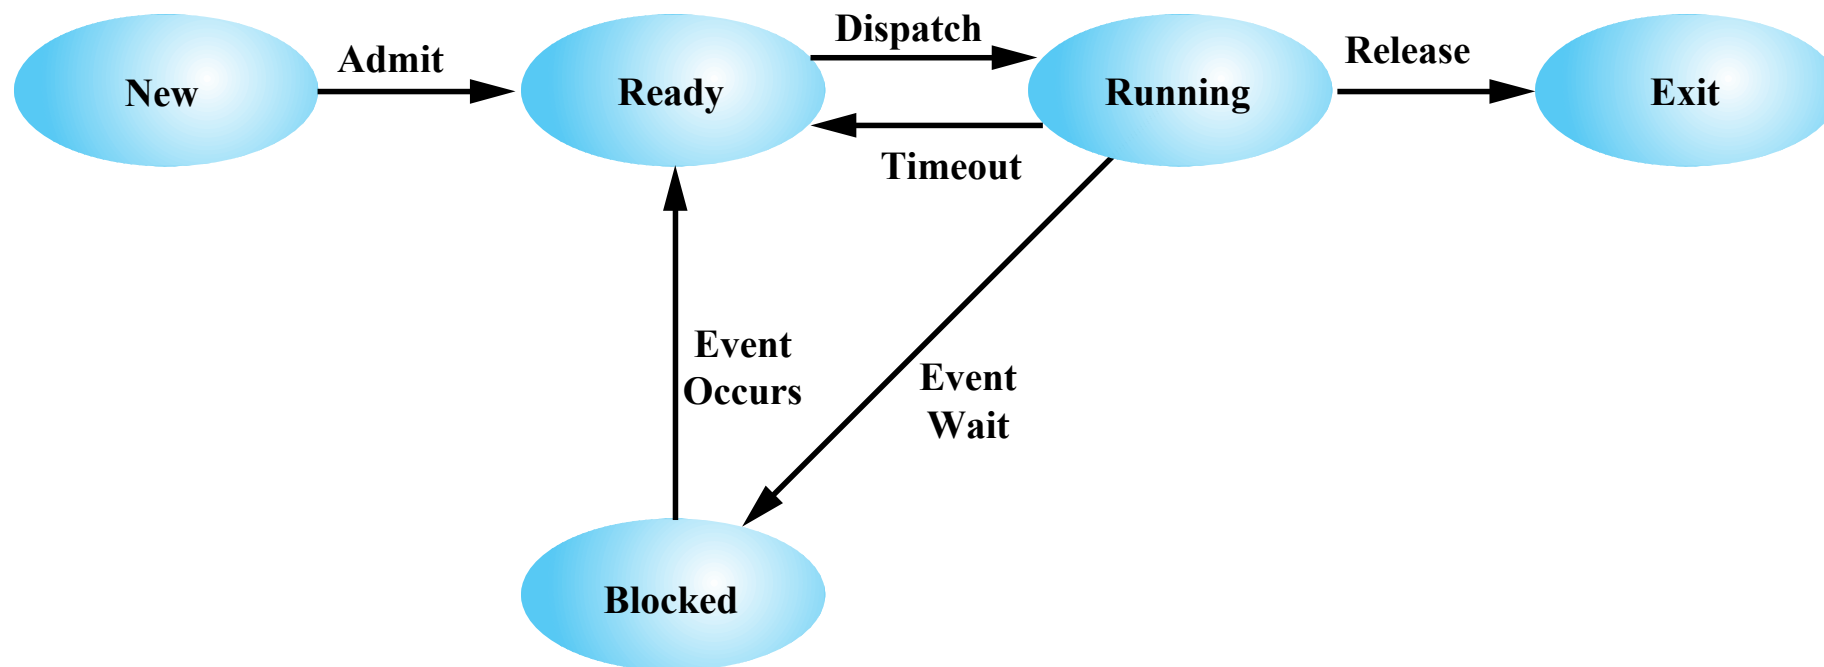 New
Admit
Ready
Dispatch
Timeout
Running
Release
Exit
Event
Occurs
Event
Wait
Blocked